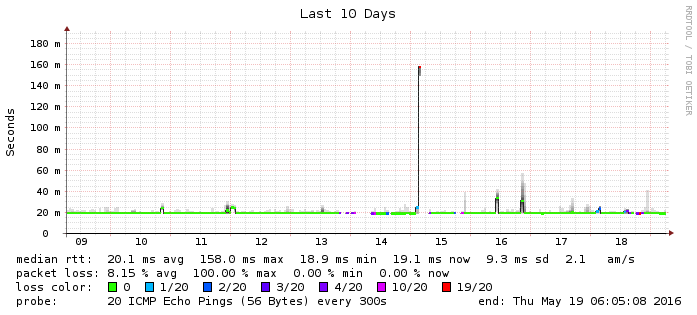 Last 10 Days
RRDTOOL / TOBI OETIKER
Seconds
180 m
160 m
140 m
120 m
100 m
80 m
60 m
40 m
20 m
0
09 10 11 12 13 14 15 16 17 18
median rtt: 20.1 ms avg 158.0 ms max 18.9 ms min 19.1 ms now 9.3 ms sd 2.1 am/s
packet loss: 8.15 % avg 100.00 % max 0.00 % min 0.00 % now
loss color: 0 1/20 2/20 3/20 4/20 10/20 19/20
probe: 20 ICMP Echo Pings (56 Bytes) every 300s end: Thu May 19 06:05:08 2016